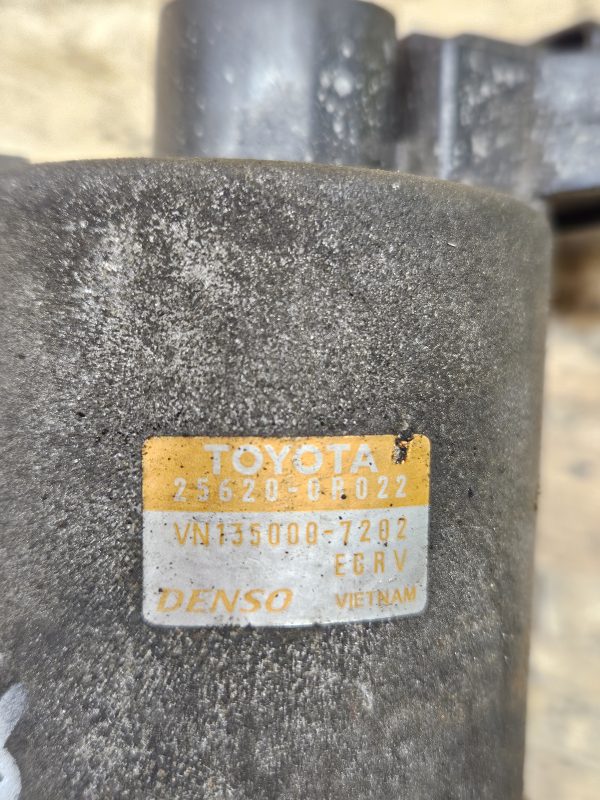 TOYOTA
25620-0R022
VN135000-7202
EGRV
DENSO VIETNAM